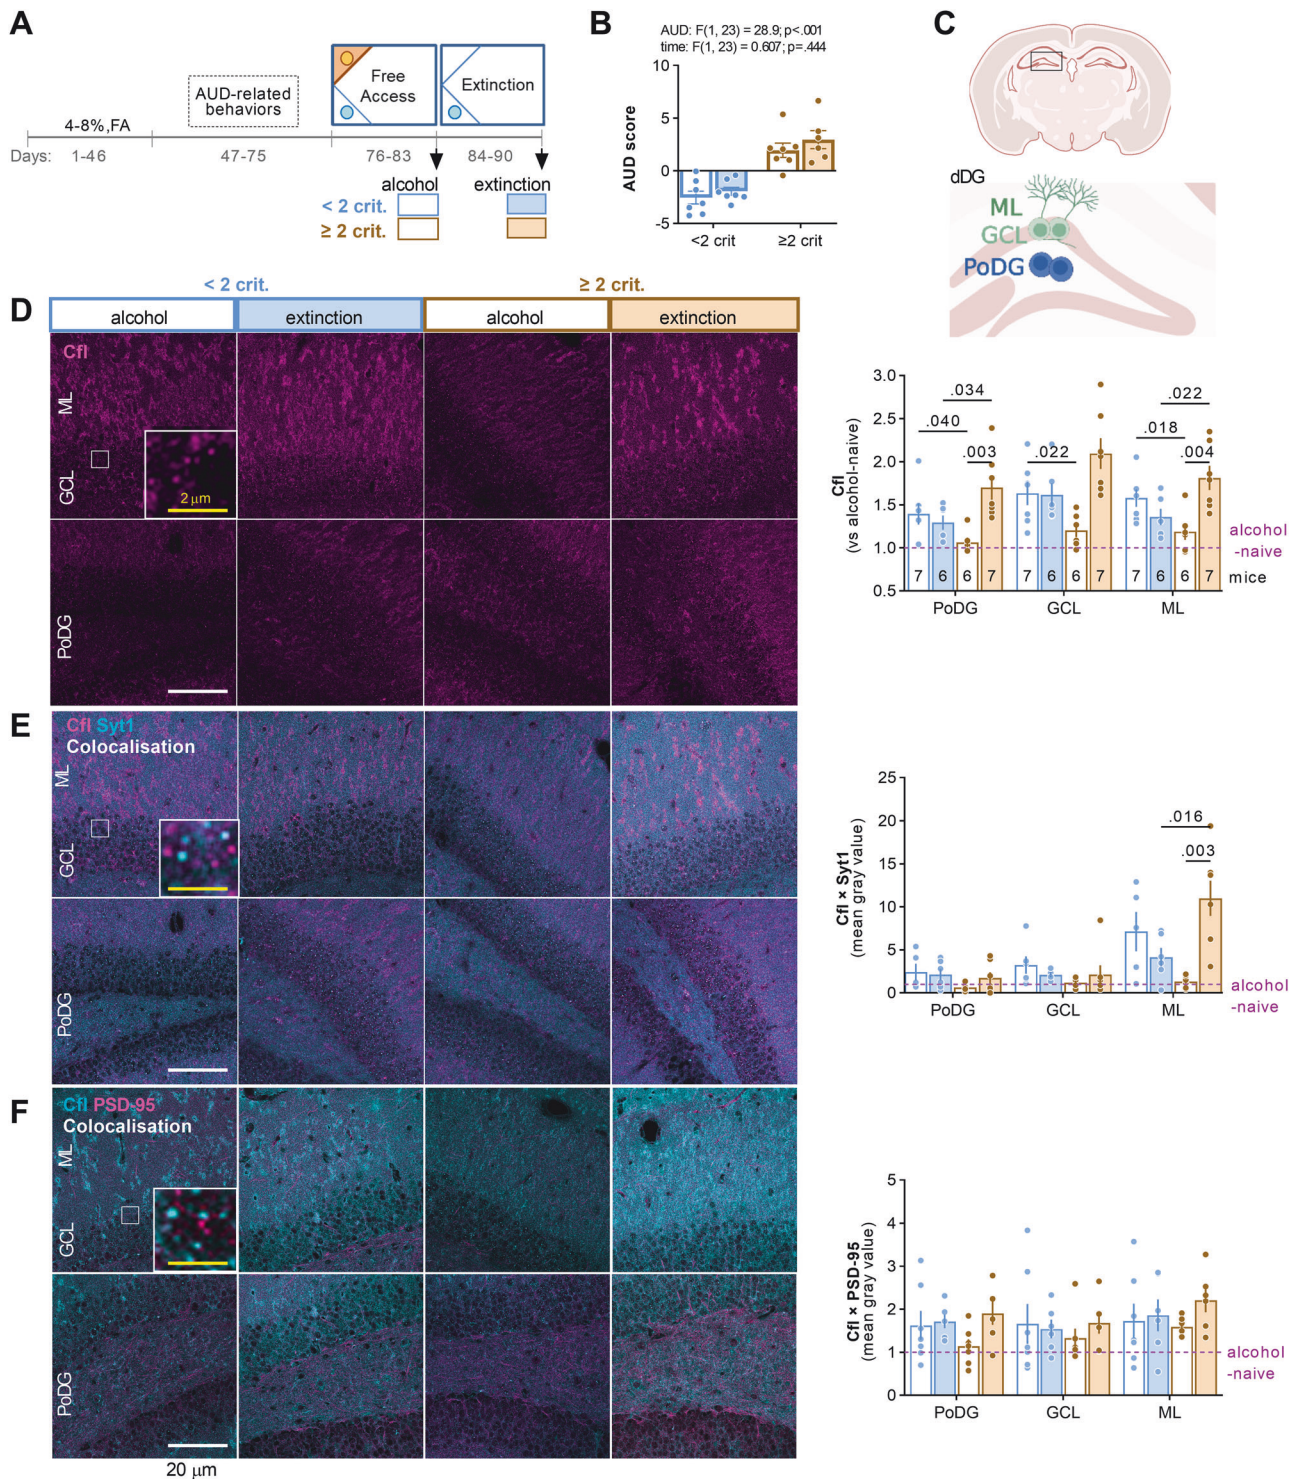 A
AUD-related
behaviors
Free
Access
Extinction
4-8%,FA
Days: 1-46 47-75 76-83 84-90
alcohol extinction
< 2 crit.
≥ 2 crit.
B
AUD: F(1, 23) = 28.9; p<.001
time: F(1, 23) = 0.607; p=.444
AUD score
10
5
0
-5
<2 crit ≥2 crit
C
dDG
ML
GCL
PoDG
D
< 2 crit. ≥ 2 crit.
alcohol extinction alcohol extinction
Cfl
ML
GCL
2 µm
PoDG
Cfl
(vs alcohol-naive)
3.0
2.5
2.0
1.5
1.0
0.5
.034
.040
.003
.022
.022
.018
.004
alcohol
-naive
7 6 6 7 7 6 6 7 7 6 6 7 mice
PoDG GCL ML
E
Cfl Syt1
Colocalisation
ML
GCL
PoDG
Cfl × Syt1
(mean gray value)
25
20
15
10
5
0
.016
.003
alcohol
-naive
PoDG GCL ML
F
Cfl PSD-95
Colocalisation
ML
GCL
PoDG
20 µm
Cfl × PSD-95
(mean gray value)
5
4
3
2
1
0
alcohol
-naive
PoDG GCL ML